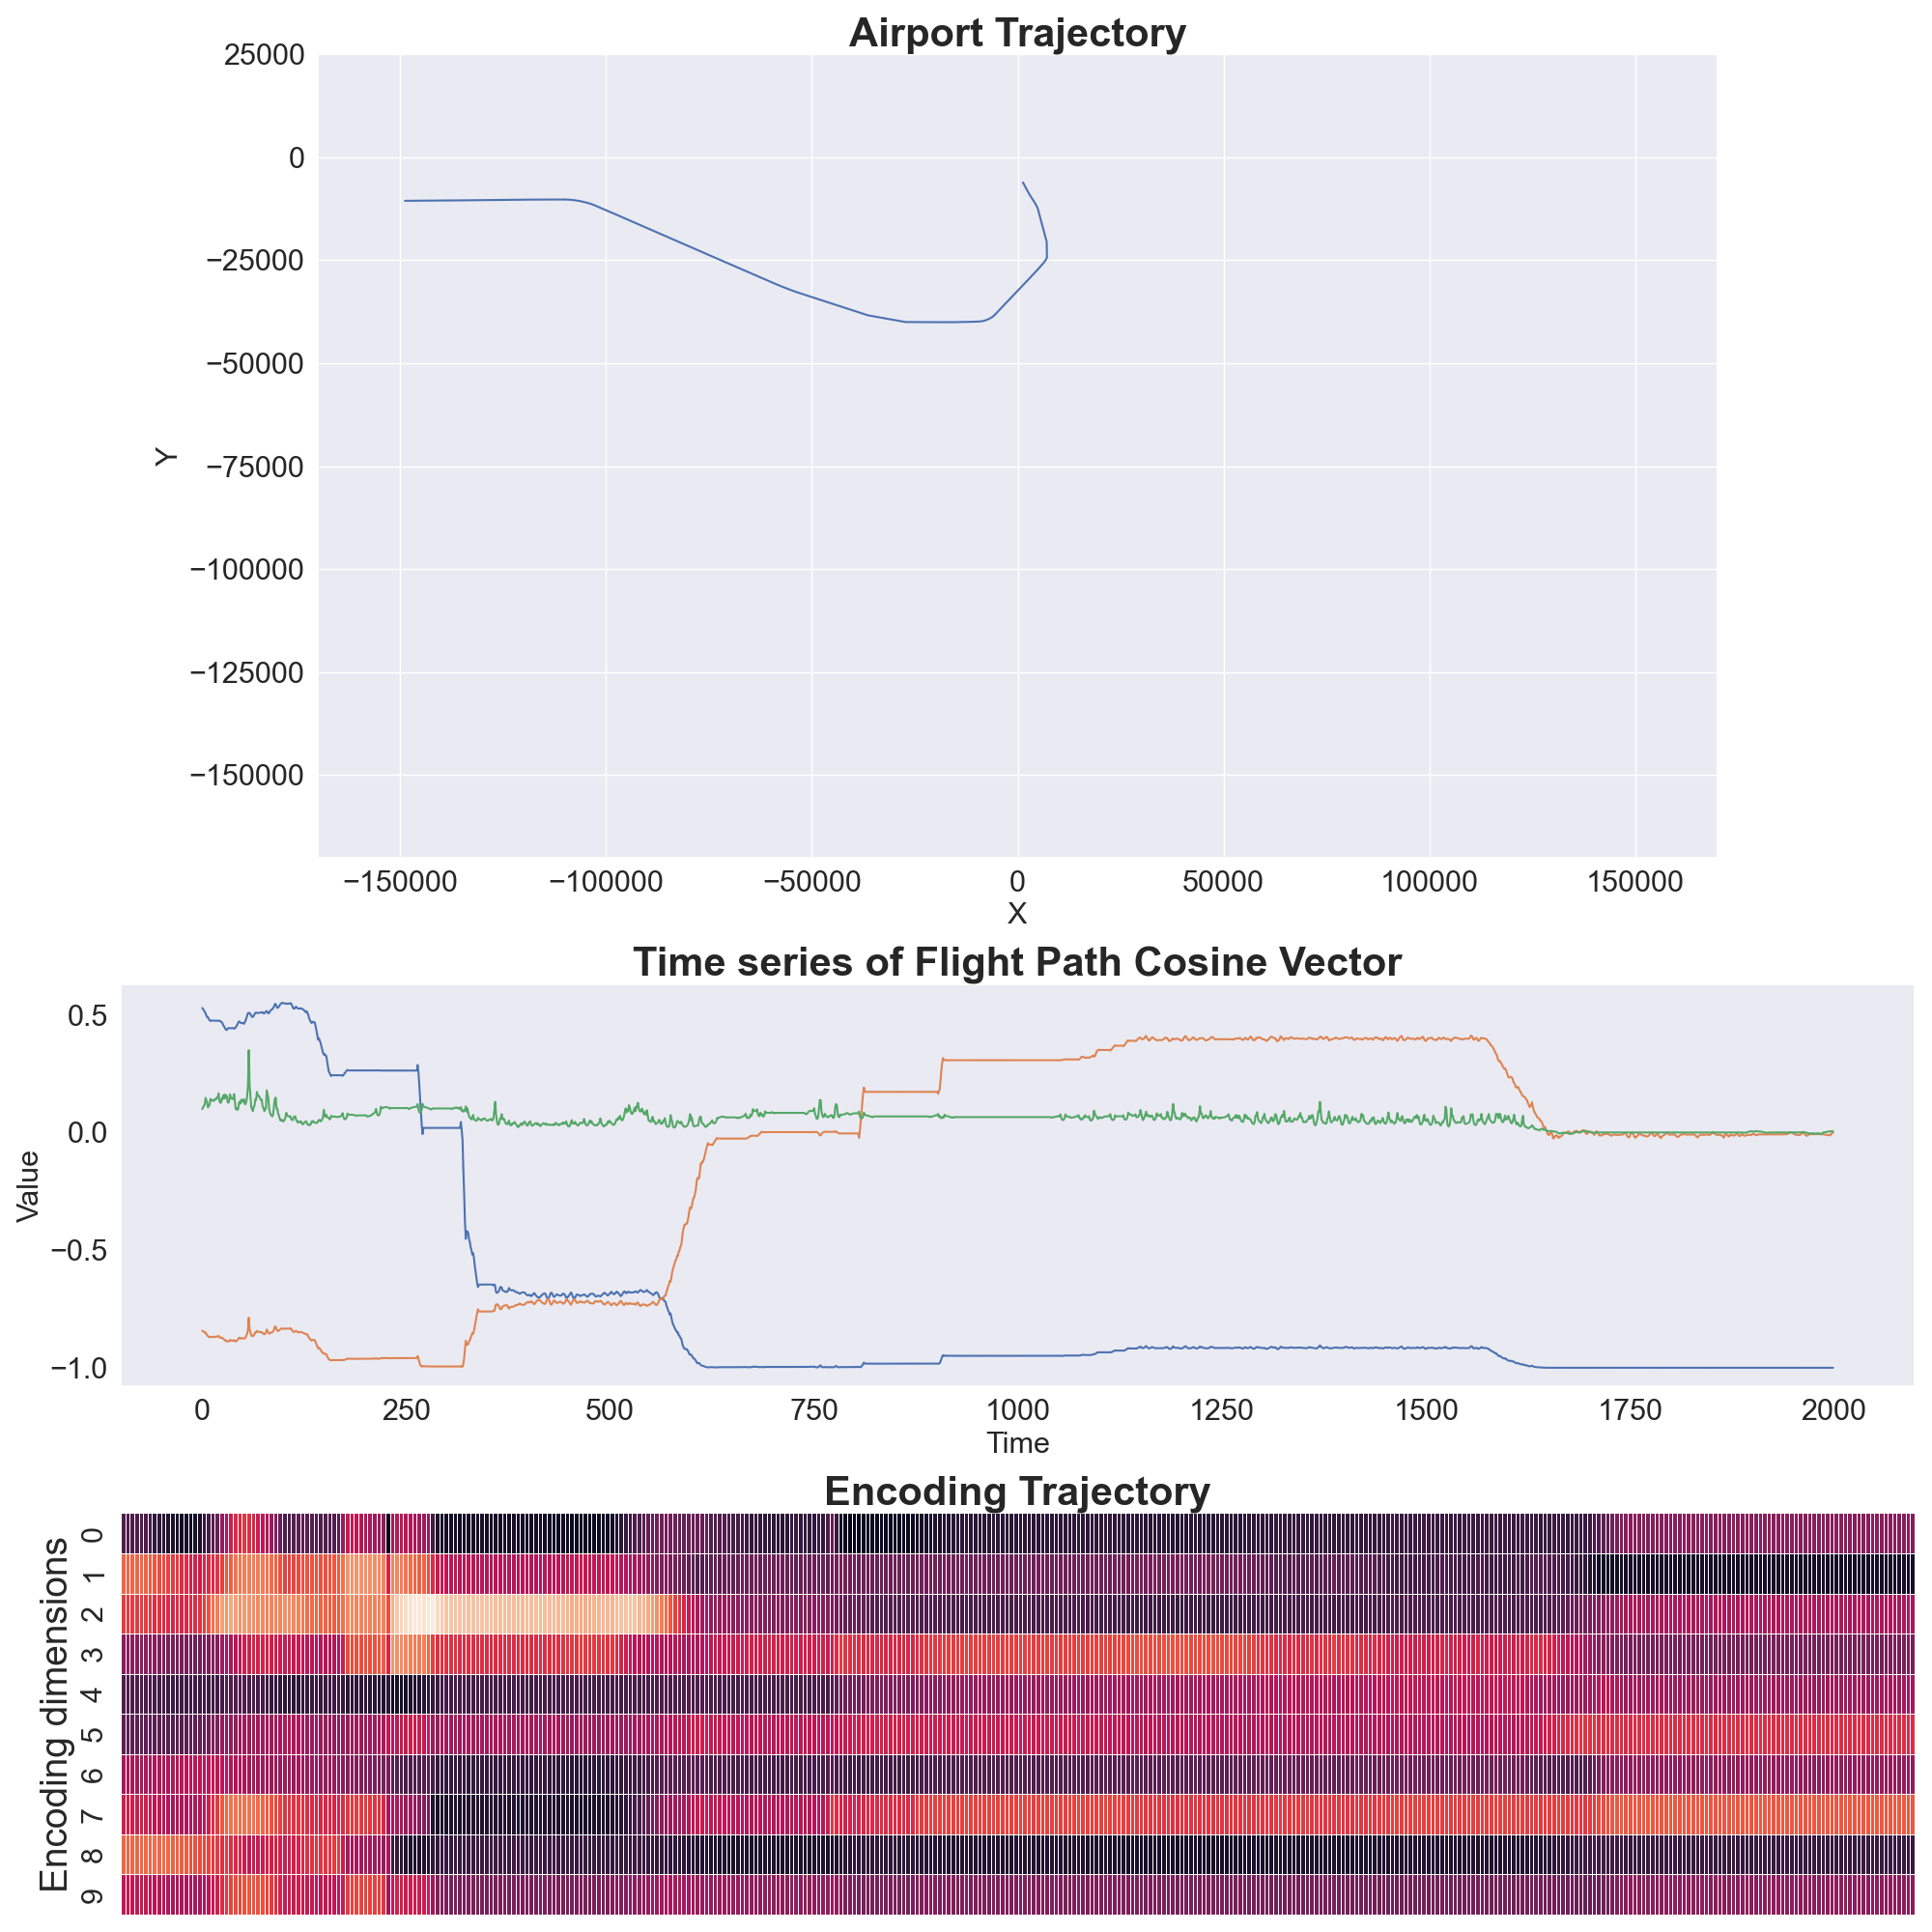 Airport Trajectory
25000
0
−25000
−50000
−75000
−100000
−125000
−150000
Y
−150000 −100000 −50000 0 50000 100000 150000
X
Time series of Flight Path Cosine Vector
0.5
0.0
−0.5
−1.0
Value
0 250 500 750 1000 1250 1500 1750 2000
Time
Encoding Trajectory
Encoding dimensions
0
1
2
3
4
5
6
7
8
9